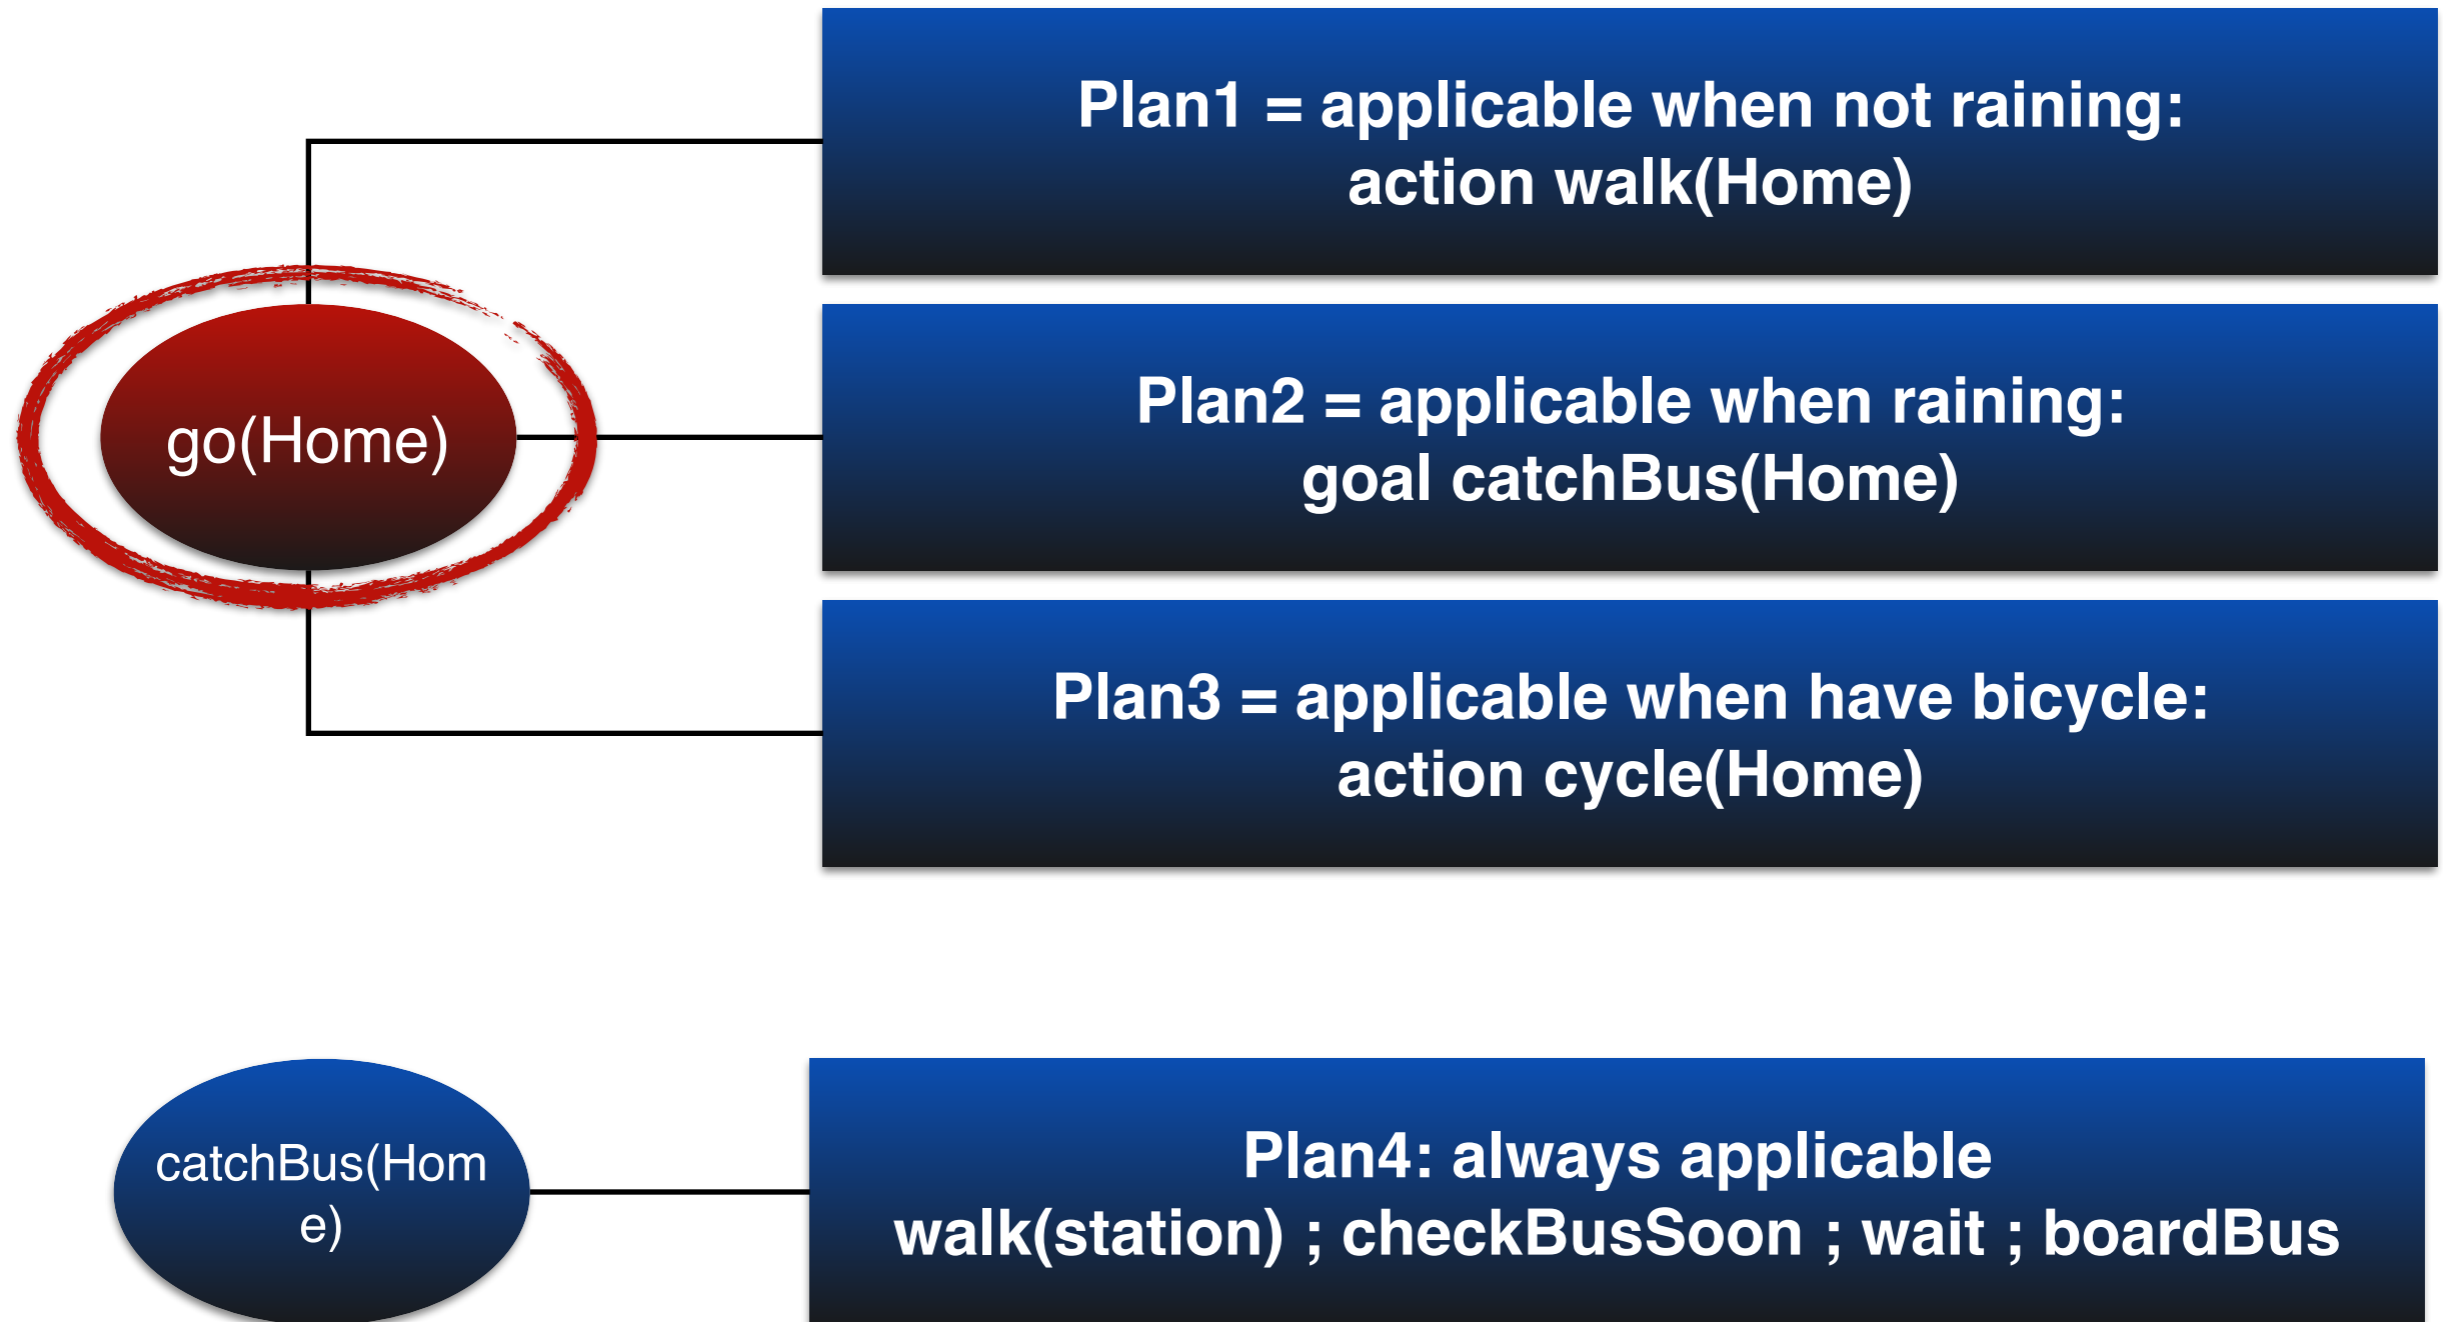 Plan1 = applicable when not raining:
action walk(Home)
go(Home)
Plan2 = applicable when raining:
goal catchBus(Home)
Plan3 = applicable when have bicycle:
action cycle(Home)
catchBus(Hom
e)
Plan4: always applicable
walk(station) ; checkBusSoon ; wait ; boardBus